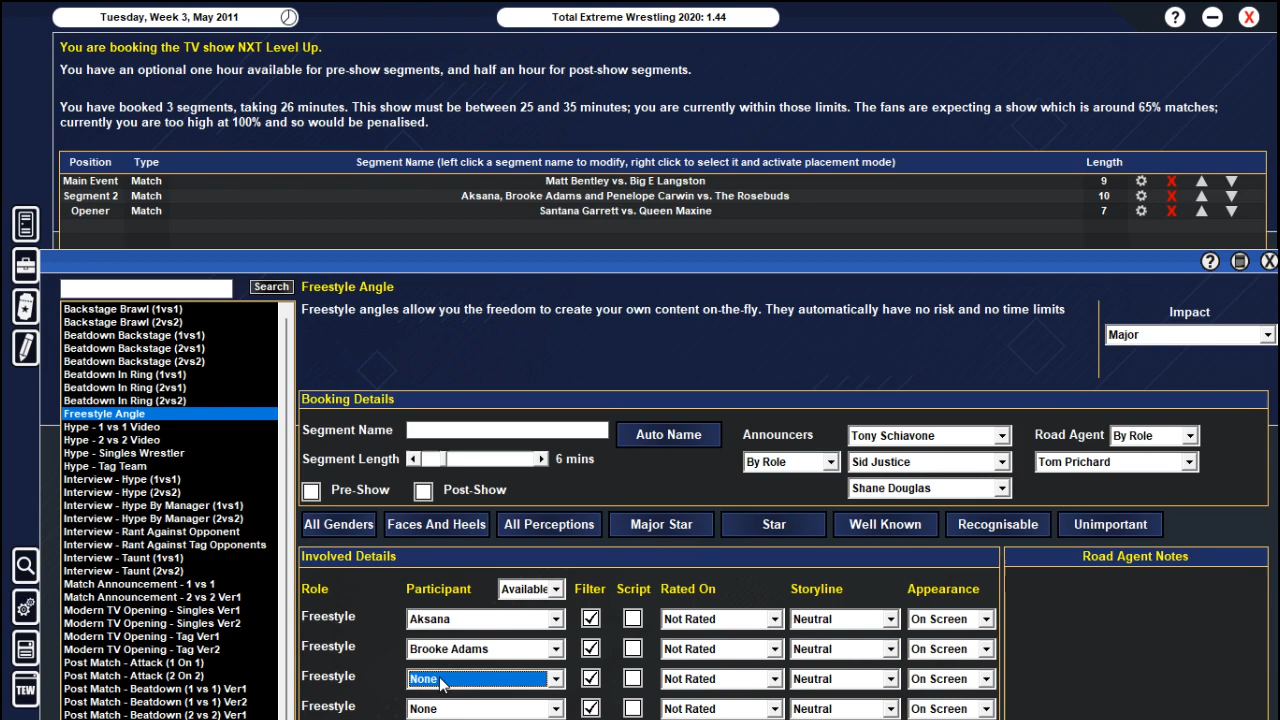 Tuesday, Week 3, May 2011
Total Extreme Wrestling 2020: 1.44
? X
You are booking the TV show NXT Level Up.
You have an optional one hour available for pre-show segments, and half an hour for post-show segments.
You have booked 3 segments, taking 26 minutes. This show must be between 25 and 35 minutes; you are currently within those limits. The fans are expecting a show which is around 65% matches;
currently you are too high at 100% and so would be penalised.
Position Type Segment Name (left click a segment name to modify, right click to select it and activate placement mode) Length
Main Event Match Matt Bentley vs. Big E Langston 9 X
Segment 2 Match Aksana, Brooke Adams and Penelope Carwin vs. The Rosebuds 10 X
Opener Match Santana Garrett vs. Queen Maxine 7 X
? X
Search
Backstage Brawl (1vs1)
Backstage Brawl (2vs2)
Beatdown Backstage (1vs1)
Beatdown Backstage (2vs1)
Beatdown Backstage (2vs2)
Beatdown In Ring (1vs1)
Beatdown In Ring (2vs1)
Beatdown In Ring (2vs2)
Freestyle Angle
Hype - 1 vs 1 Video
Hype - 2 vs 2 Video
Hype - Singles Wrestler
Hype - Tag Team
Interview - Hype (1vs1)
Interview - Hype (2vs2)
Interview - Hype By Manager (1vs1)
Interview - Hype By Manager (2vs2)
Interview - Rant Against Opponent
Interview - Rant Against Tag Opponents
Interview - Taunt (1vs1)
Interview - Taunt (2vs2)
Match Announcement - 1 vs 1
Match Announcement - 2 vs 2 Ver1
Modern TV Opening - Singles Ver1
Modern TV Opening - Singles Ver2
Modern TV Opening - Tag Ver1
Modern TV Opening - Tag Ver2
Post Match - Attack (1 On 1)
Post Match - Attack (2 On 2)
Post Match - Beatdown (1 vs 1) Ver1
Post Match - Beatdown (1 vs 1) Ver2
Post Match - Beatdown (2 vs 2) Ver1
TEW
Freestyle Angle
Freestyle angles allow you the freedom to create your own content on-the-fly. They automatically have no risk and no time limits
Impact
Major
Booking Details
Segment Name
Auto Name
Segment Length 6 mins
Pre-Show Post-Show
Announcers
By Role
Tony Schiavone
Sid Justice
Shane Douglas
Road Agent By Role
Tom Prichard
All Genders Faces And Heels All Perceptions Major Star Star Well Known Recognisable Unimportant
Involved Details
Role Participant Available Filter Script Rated On Storyline Appearance
Freestyle Aksana Not Rated Neutral On Screen
Freestyle Brooke Adams Not Rated Neutral On Screen
Freestyle None Not Rated Neutral On Screen
Freestyle None Not Rated Neutral On Screen
Road Agent Notes